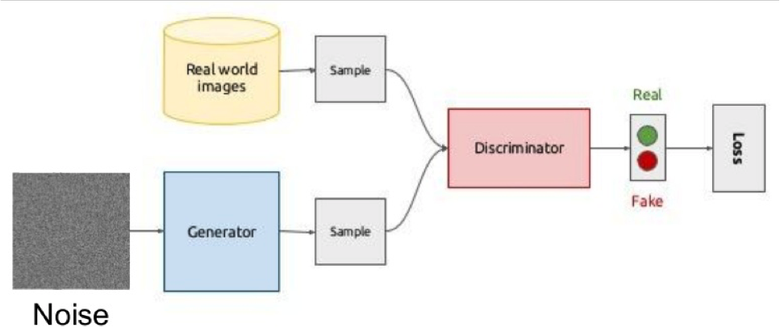 Real world
images
Sample
Real
Discriminator
Loss
Fake
Generator
Sample
Noise